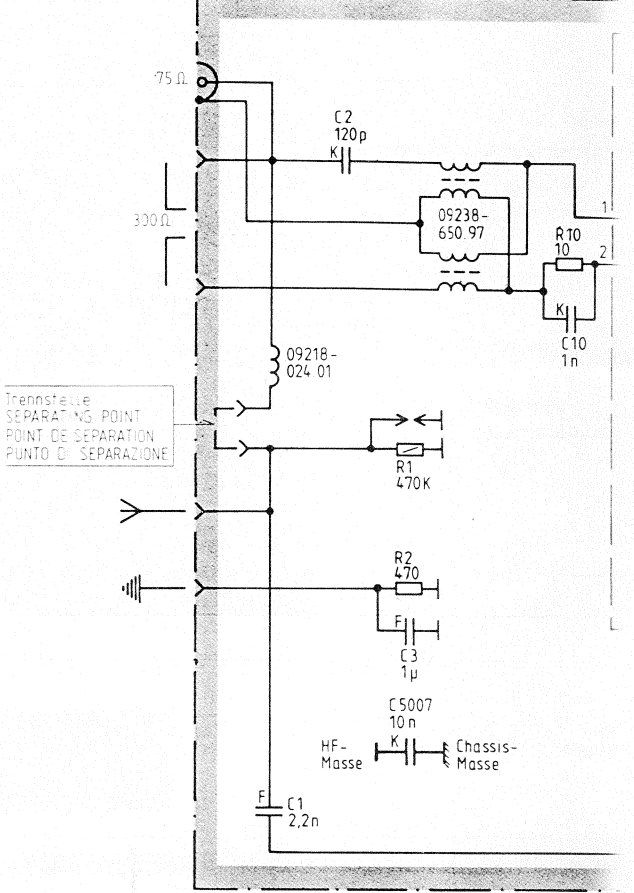 75Ω
C2
120p
K
300Ω
09238-
650.97
1
R10
10
2
K
C10
1n
09218-
024.01
Trennstelle
SEPARATING POINT
POINT DE SEPARATION
PUNTO DI SEPARAZIONE
R1
470K
R2
470
F
C3
1µ
C5007
10n
K
HF-
Masse
Chassis-
Masse
F
C1
2,2n